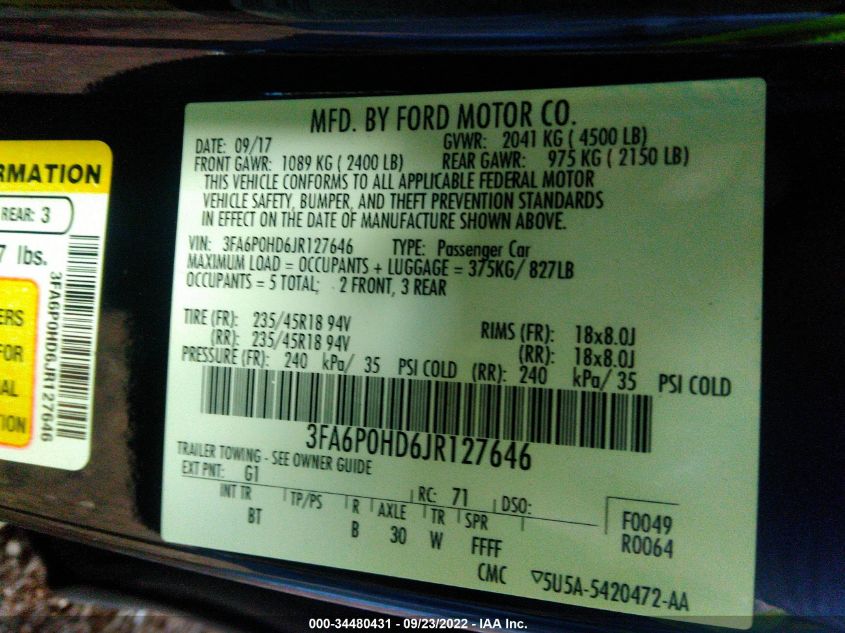 MFD. BY FORD MOTOR CO.
DATE: 09/17 GVWR: 2041 KG ( 4500 LB)
FRONT GAWR: 1089 KG ( 2400 LB) REAR GAWR: 975 KG ( 2150 LB)
THIS VEHICLE CONFORMS TO ALL APPLICABLE FEDERAL MOTOR
VEHICLE SAFETY, BUMPER, AND THEFT PREVENTION STANDARDS
IN EFFECT ON THE DATE OF MANUFACTURE SHOWN ABOVE.
VIN: 3FA6P0HD6JR127646 TYPE: Passenger Car
MAXIMUM LOAD = OCCUPANTS + LUGGAGE = 375KG/ 827LB
OCCUPANTS = 5 TOTAL; 2 FRONT, 3 REAR
TIRE (FR): 235/45R18 94V RIMS (FR): 18x8.0J
(RR): 235/45R18 94V (RR): 18x8.0J
PRESSURE (FR): 240 kPa/ 35 PSI COLD (RR): 240 kPa/ 35 PSI COLD
3FA6P0HD6JR127646
TRAILER TOWING - SEE OWNER GUIDE
EXT PNT: G1 RC: 71 DSO:
INT TR TP/PS R AXLE TR SPR F0049
BT B 30 W FFFF R0064
CMC ▽5U5A-5420472-AA
RMATION
REAR: 3
7 lbs.
3FA6P0HD6JR127646
ERS
FOR
AL
TION
000-34480431 - 09/23/2022 - IAA Inc.